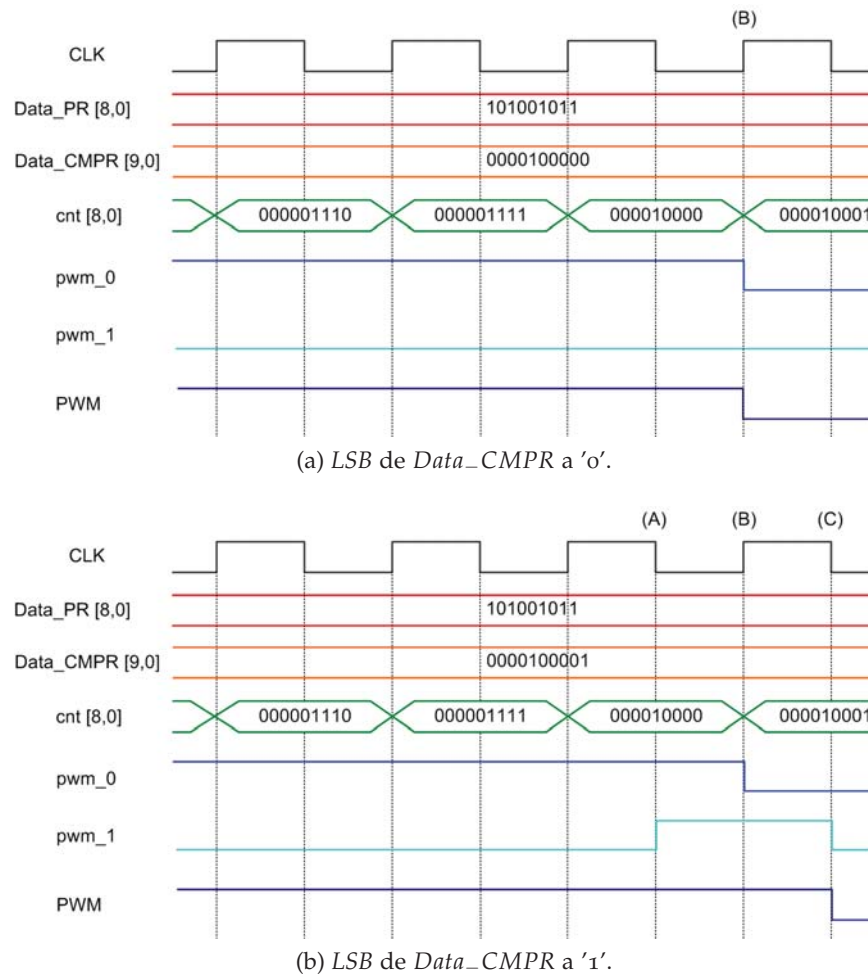 (B)
CLK
Data_PR [8,0] 101001011
Data_CMPR [9,0] 0000100000
cnt [8,0] 000001110 000001111 000010000 000010001
pwm_0
pwm_1
PWM
(a) LSB de Data_CMPR a '0'.
(A) (B) (C)
CLK
Data_PR [8,0] 101001011
Data_CMPR [9,0] 0000100001
cnt [8,0] 000001110 000001111 000010000 000010001
pwm_0
pwm_1
PWM
(b) LSB de Data_CMPR a '1'.